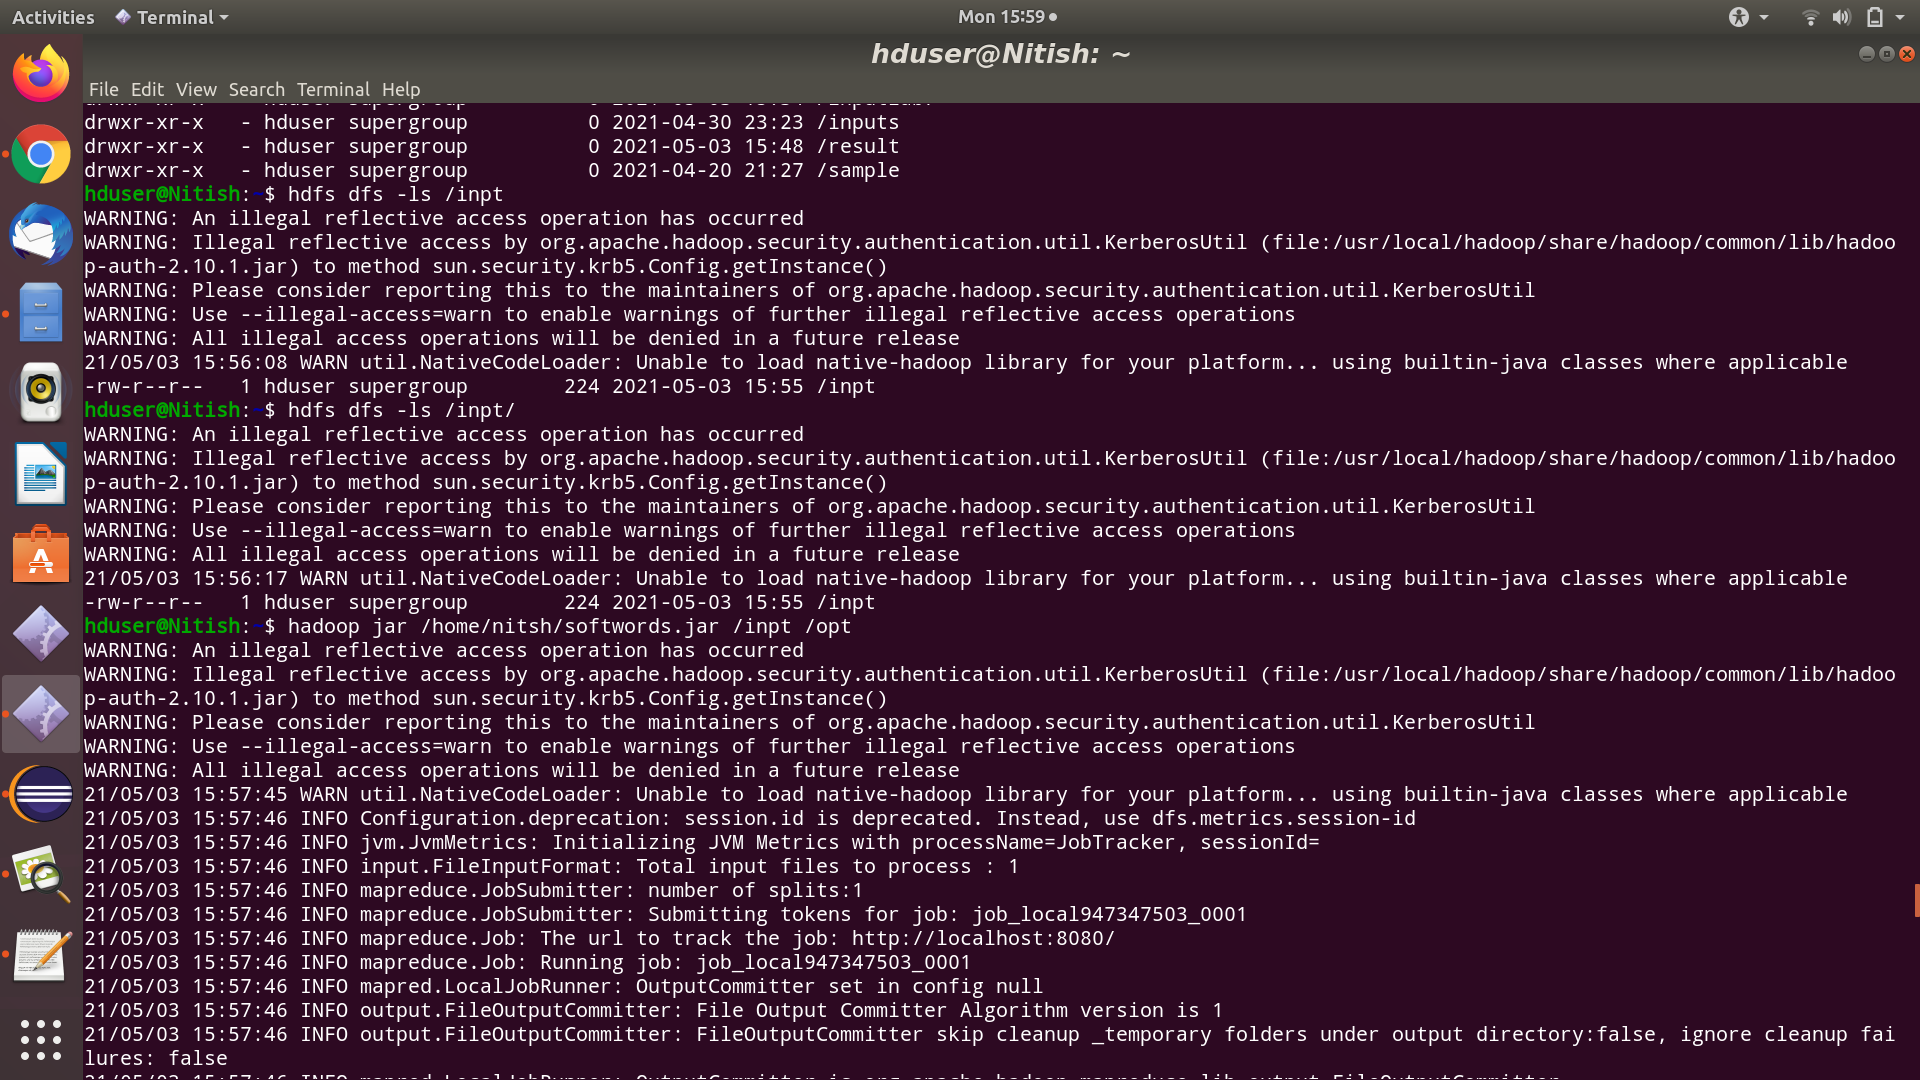 Activities Terminal Mon 15:59
hduser@Nitish: ~
File Edit View Search Terminal Help
drwxr-xr-x   - hduser supergroup          0 2021-04-30 23:23 /inputs
drwxr-xr-x   - hduser supergroup          0 2021-05-03 15:48 /result
drwxr-xr-x   - hduser supergroup          0 2021-04-20 21:27 /sample
hduser@Nitish:~$ hdfs dfs -ls /inpt
WARNING: An illegal reflective access operation has occurred
WARNING: Illegal reflective access by org.apache.hadoop.security.authentication.util.KerberosUtil (file:/usr/local/hadoop/share/hadoop/common/lib/hadoo
p-auth-2.10.1.jar) to method sun.security.krb5.Config.getInstance()
WARNING: Please consider reporting this to the maintainers of org.apache.hadoop.security.authentication.util.KerberosUtil
WARNING: Use --illegal-access=warn to enable warnings of further illegal reflective access operations
WARNING: All illegal access operations will be denied in a future release
21/05/03 15:56:08 WARN util.NativeCodeLoader: Unable to load native-hadoop library for your platform... using builtin-java classes where applicable
-rw-r--r--   1 hduser supergroup        224 2021-05-03 15:55 /inpt
hduser@Nitish:~$ hdfs dfs -ls /inpt/
WARNING: An illegal reflective access operation has occurred
WARNING: Illegal reflective access by org.apache.hadoop.security.authentication.util.KerberosUtil (file:/usr/local/hadoop/share/hadoop/common/lib/hadoo
p-auth-2.10.1.jar) to method sun.security.krb5.Config.getInstance()
WARNING: Please consider reporting this to the maintainers of org.apache.hadoop.security.authentication.util.KerberosUtil
WARNING: Use --illegal-access=warn to enable warnings of further illegal reflective access operations
WARNING: All illegal access operations will be denied in a future release
21/05/03 15:56:17 WARN util.NativeCodeLoader: Unable to load native-hadoop library for your platform... using builtin-java classes where applicable
-rw-r--r--   1 hduser supergroup        224 2021-05-03 15:55 /inpt
hduser@Nitish:~$ hadoop jar /home/nitsh/softwords.jar /inpt /opt
WARNING: An illegal reflective access operation has occurred
WARNING: Illegal reflective access by org.apache.hadoop.security.authentication.util.KerberosUtil (file:/usr/local/hadoop/share/hadoop/common/lib/hadoo
p-auth-2.10.1.jar) to method sun.security.krb5.Config.getInstance()
WARNING: Please consider reporting this to the maintainers of org.apache.hadoop.security.authentication.util.KerberosUtil
WARNING: Use --illegal-access=warn to enable warnings of further illegal reflective access operations
WARNING: All illegal access operations will be denied in a future release
21/05/03 15:57:45 WARN util.NativeCodeLoader: Unable to load native-hadoop library for your platform... using builtin-java classes where applicable
21/05/03 15:57:46 INFO Configuration.deprecation: session.id is deprecated. Instead, use dfs.metrics.session-id
21/05/03 15:57:46 INFO jvm.JvmMetrics: Initializing JVM Metrics with processName=JobTracker, sessionId=
21/05/03 15:57:46 INFO input.FileInputFormat: Total input files to process : 1
21/05/03 15:57:46 INFO mapreduce.JobSubmitter: number of splits:1
21/05/03 15:57:46 INFO mapreduce.JobSubmitter: Submitting tokens for job: job_local947347503_0001
21/05/03 15:57:46 INFO mapreduce.Job: The url to track the job: http://localhost:8080/
21/05/03 15:57:46 INFO mapreduce.Job: Running job: job_local947347503_0001
21/05/03 15:57:46 INFO mapred.LocalJobRunner: OutputCommitter set in config null
21/05/03 15:57:46 INFO output.FileOutputCommitter: File Output Committer Algorithm version is 1
21/05/03 15:57:46 INFO output.FileOutputCommitter: FileOutputCommitter skip cleanup _temporary folders under output directory:false, ignore cleanup fai
lures: false